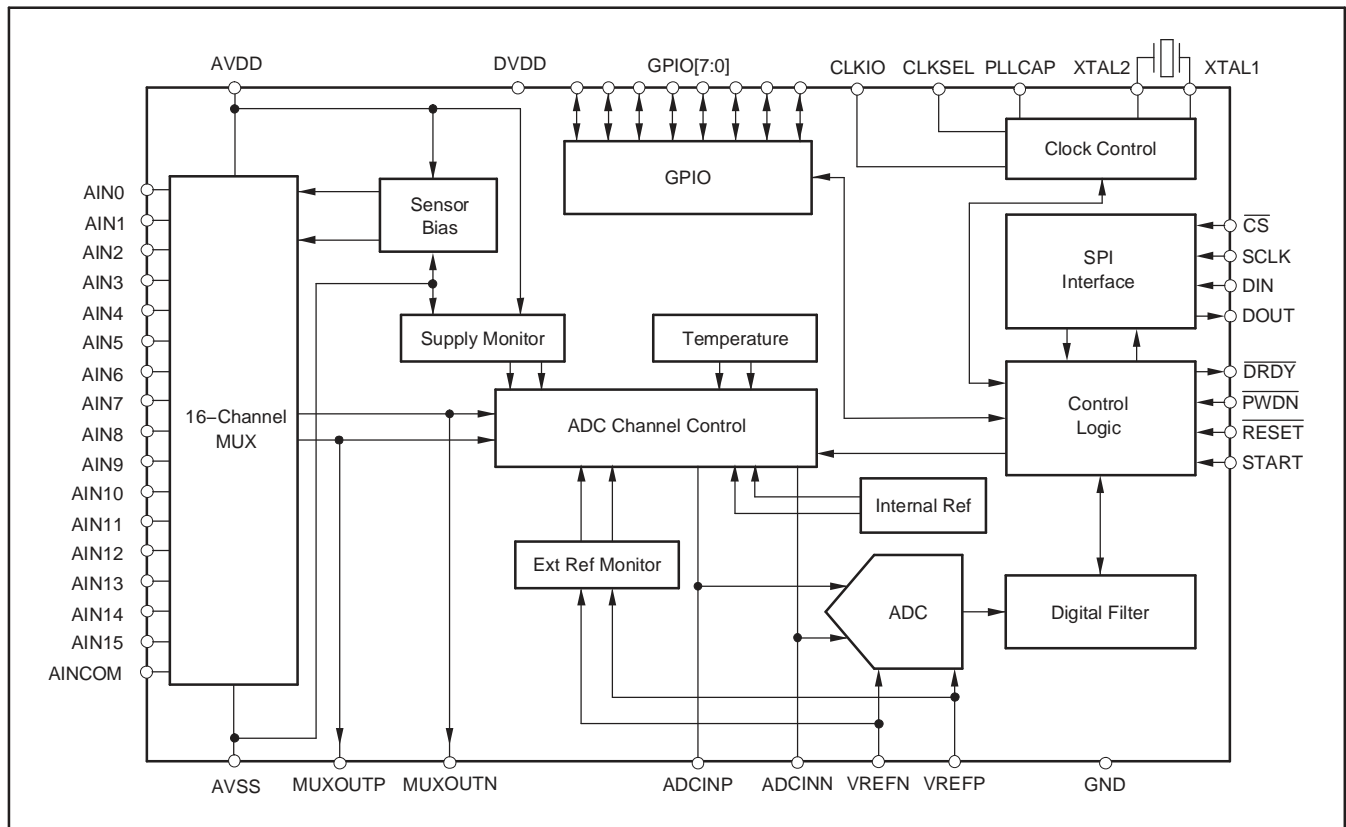 AVDD
DVDD
GPIO[7:0]
CLKIO
CLKSEL
PLLCAP
XTAL2
XTAL1
Clock Control
GPIO
Sensor
Bias
AIN0
AIN1
AIN2
AIN3
AIN4
AIN5
AIN6
AIN7
AIN8
AIN9
AIN10
AIN11
AIN12
AIN13
AIN14
AIN15
AINCOM
16−Channel
MUX
Supply Monitor
Temperature
ADC Channel Control
SPI
Interface
CS
SCLK
DIN
DOUT
Control
Logic
DRDY
PWDN
RESET
START
Internal Ref
Ext Ref Monitor
ADC
Digital Filter
AVSS
MUXOUTP
MUXOUTN
ADCINP
ADCINN
VREFN
VREFP
GND